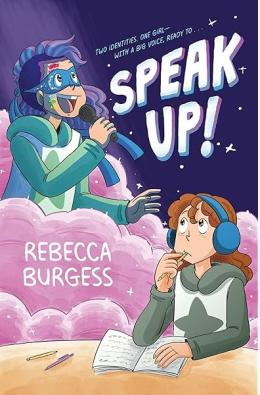 TWO IDENTITIES. ONE GIRL—
WITH A BIG VOICE, READY TO . . .
SPEAK
UP!
REBECCA
BURGESS